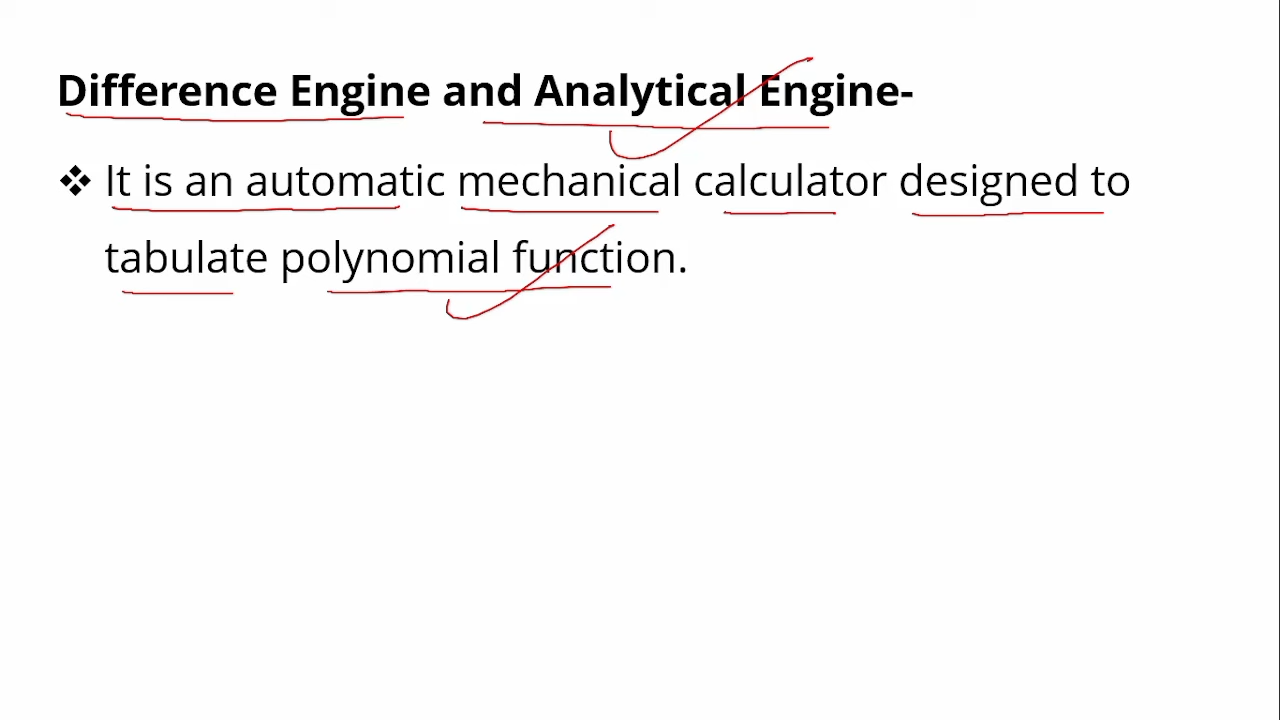 Difference Engine and Analytical Engine-
❖ It is an automatic mechanical calculator designed to
tabulate polynomial function.